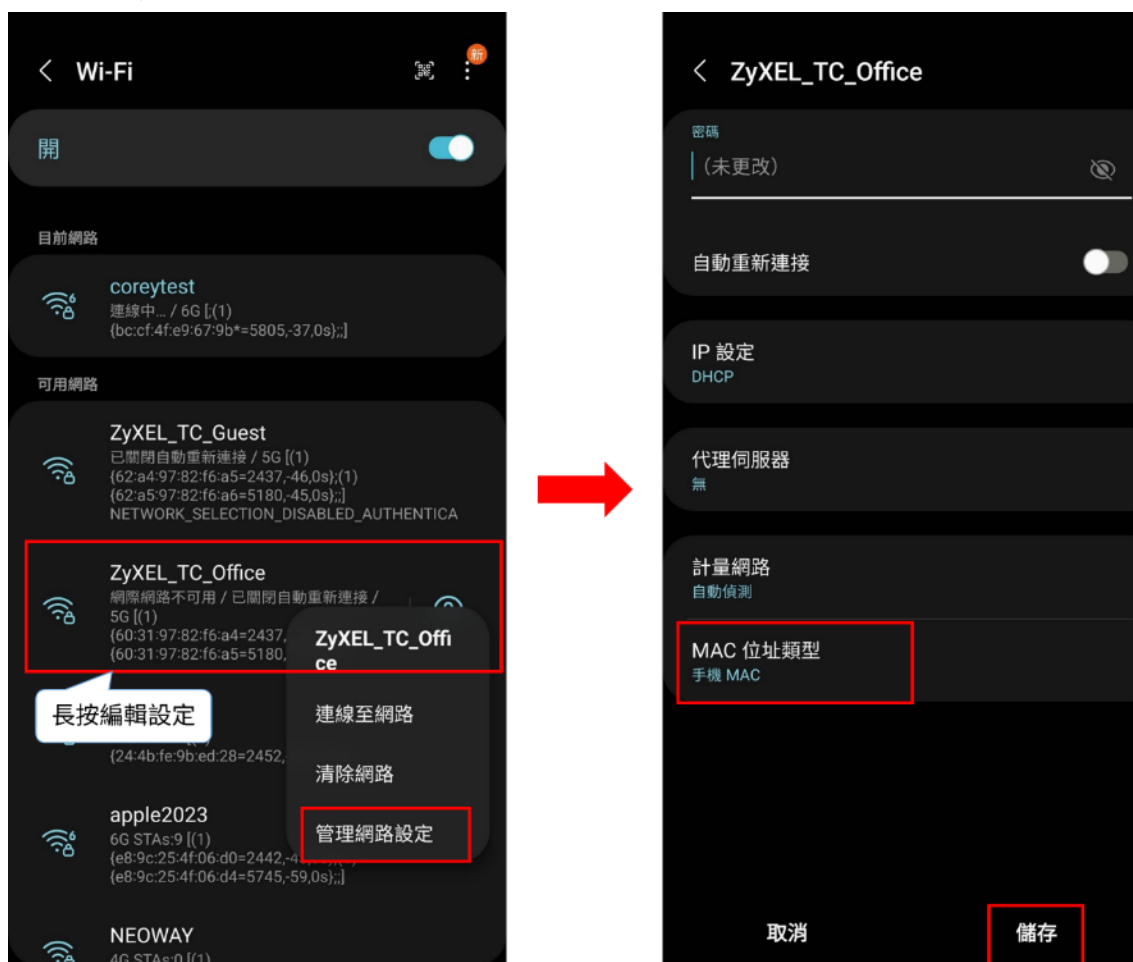 Wi-Fi
新
開
目前網路
coreytest
連線中... / 6G [;(1)
{bc:cf:4f:e9:67:9b*=5805,-37,0s};;]
可用網路
ZyXEL_TC_Guest
已關閉自動重新連接 / 5G [(1)
{62:a4:97:82:f6:a5=2437,-46,0s};(1)
{62:a5:97:82:f6:a6=5180,-45,0s};;]
NETWORK_SELECTION_DISABLED_AUTHENTICA
ZyXEL_TC_Office
網際網路不可用 / 已關閉自動重新連接 /
5G [(1)
{60:31:97:82:f6:a4=2437,
{60:31:97:82:f6:a5=5180,
長按編輯設定
{24:4b:fe:9b:ed:28=2452,
apple2023
6G STAs:9 [(1)
{e8:9c:25:4f:06:d0=2442,-4
{e8:9c:25:4f:06:d4=5745,-59,0s};;]
NEOWAY
4G STAs:0 [(1)
ZyXEL_TC_Offi
ce
連線至網路
清除網路
管理網路設定
ZyXEL_TC_Office
密碼
(未更改)
自動重新連接
IP 設定
DHCP
代理伺服器
無
計量網路
自動偵測
MAC 位址類型
手機 MAC
取消
儲存